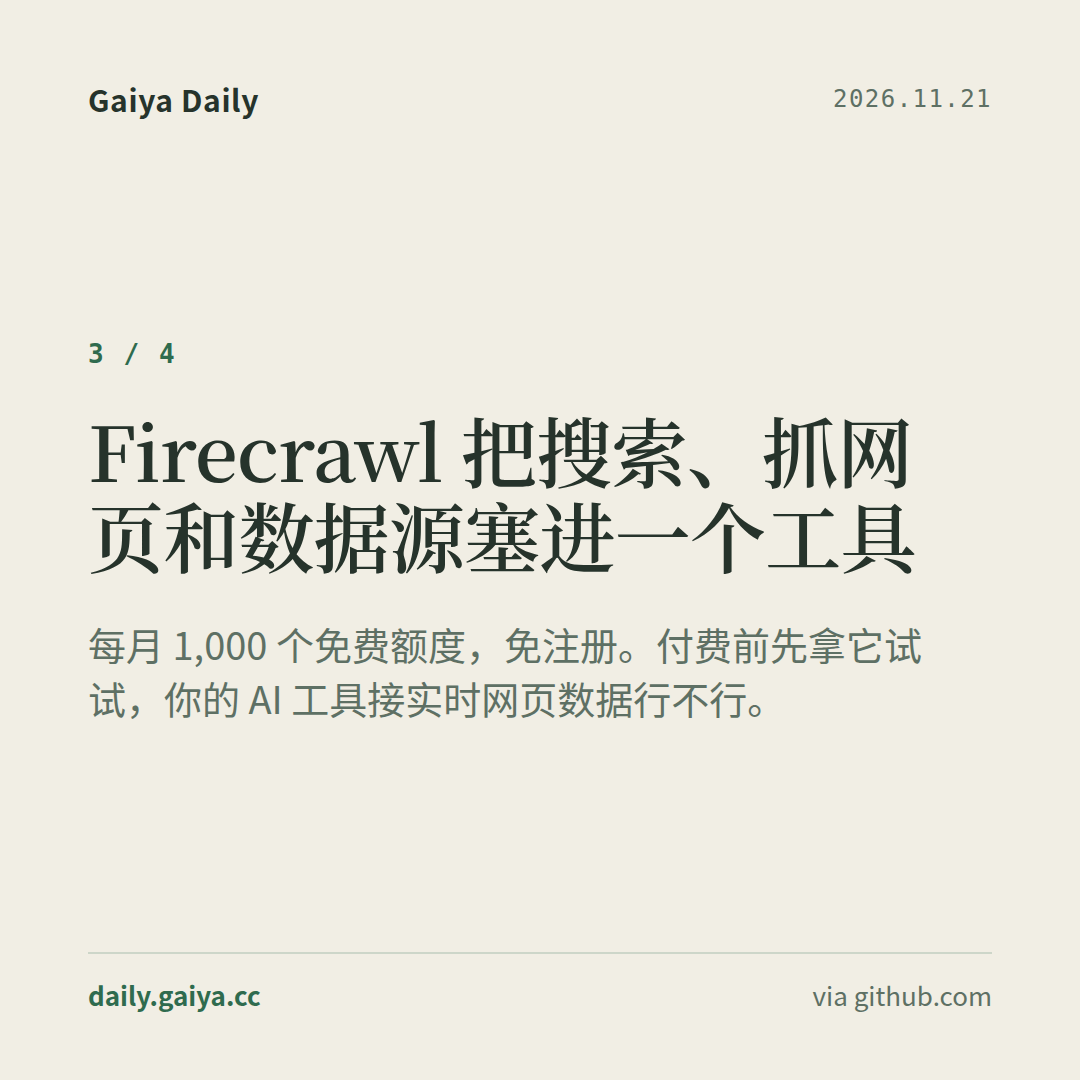 Gaiya Daily
2026.11.21
3 / 4
Firecrawl 把搜索、抓网
页和数据源塞进一个工具
每月 1,000 个免费额度，免注册。付费前先拿它试
试，你的 AI 工具接实时网页数据行不行。
daily.gaiya.cc
via github.com